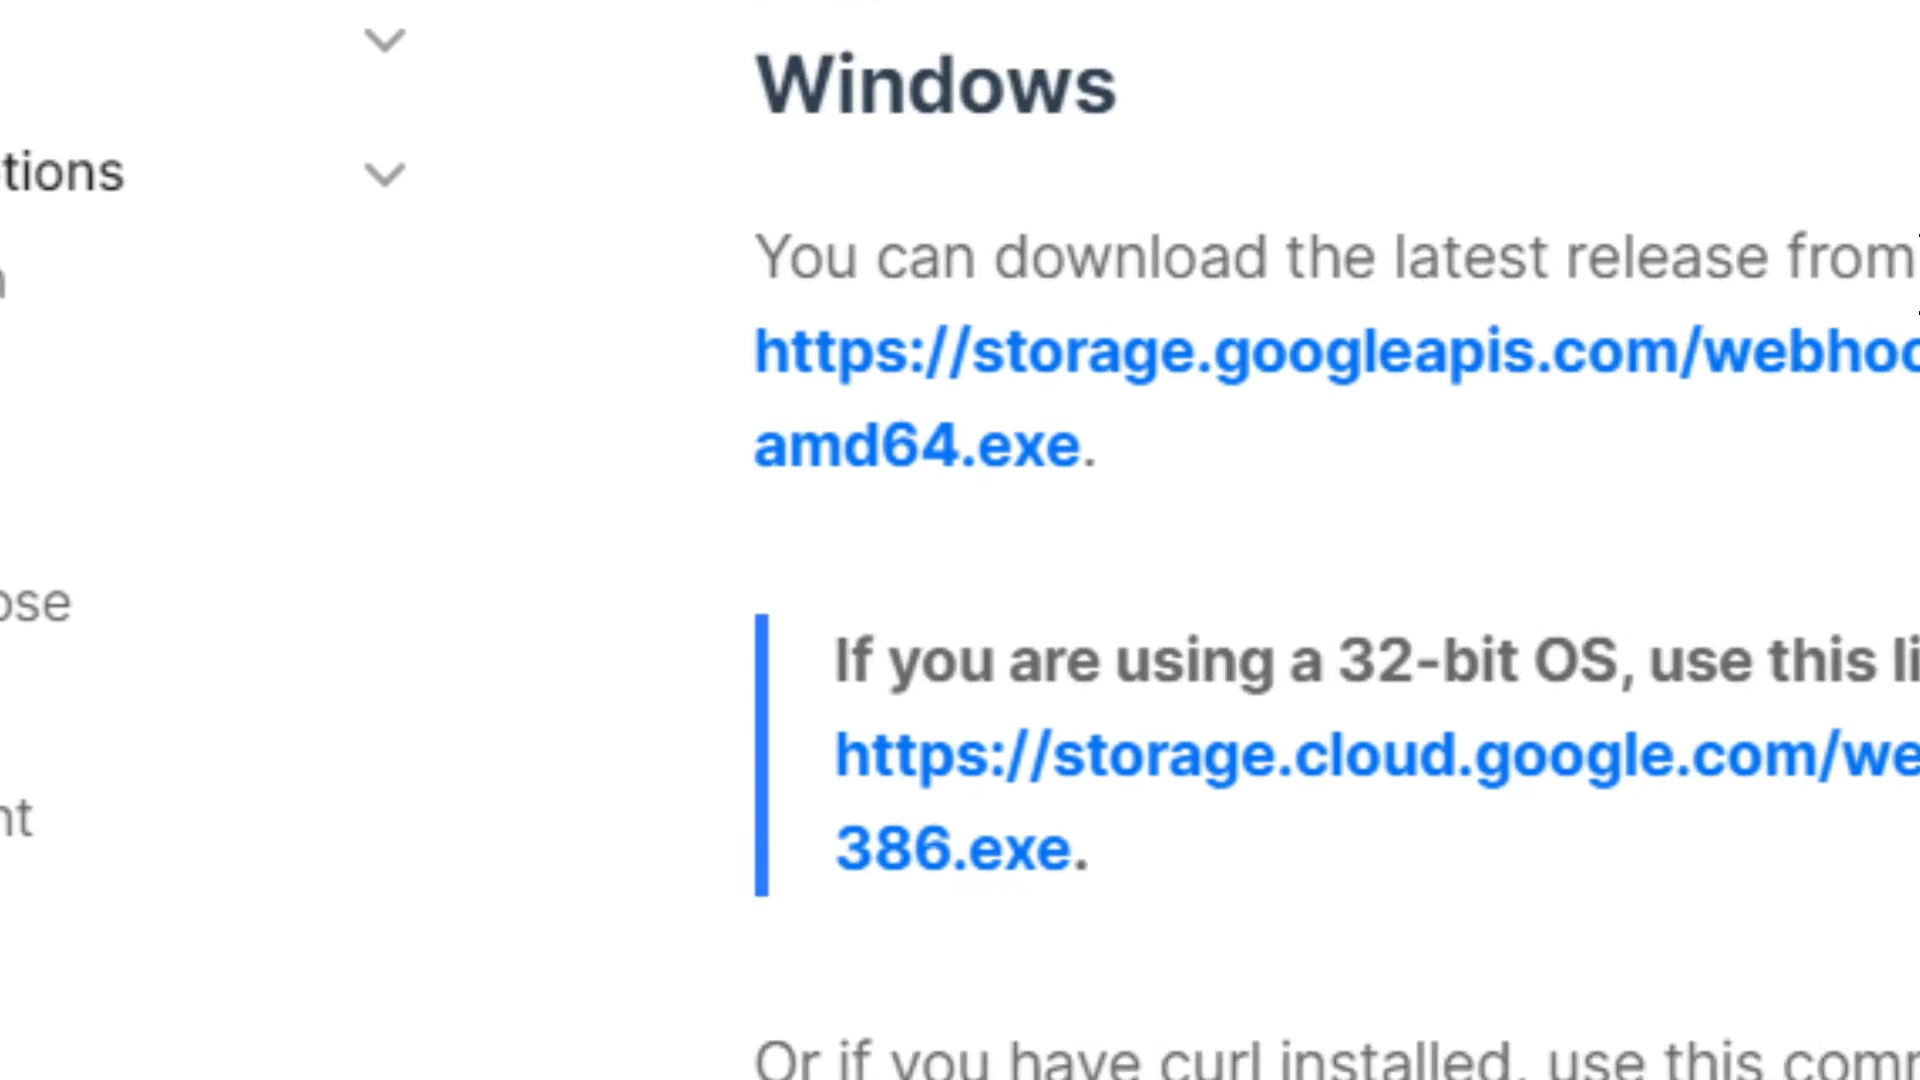 Windows
tions
You can download the latest release from
https://storage.googleapis.com/webhoo
amd64.exe.
ose
If you are using a 32-bit OS, use this li
https://storage.cloud.google.com/we
nt
386.exe.
Or if you have curl installed, use this com